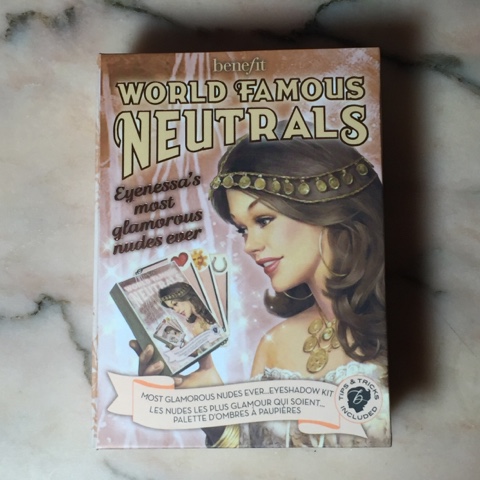 benefit
WORLD FAMOUS
NEUTRALS
Eyenessa's
most
glamorous
nudes ever
MOST GLAMOROUS NUDES EVER...EYESHADOW KIT
LES NUDES LES PLUS GLAMOUR QUI SOIENT...
PALETTE D'OMBRES À PAUPIÈRES
TIPS & TRICKS
b
INCLUDED